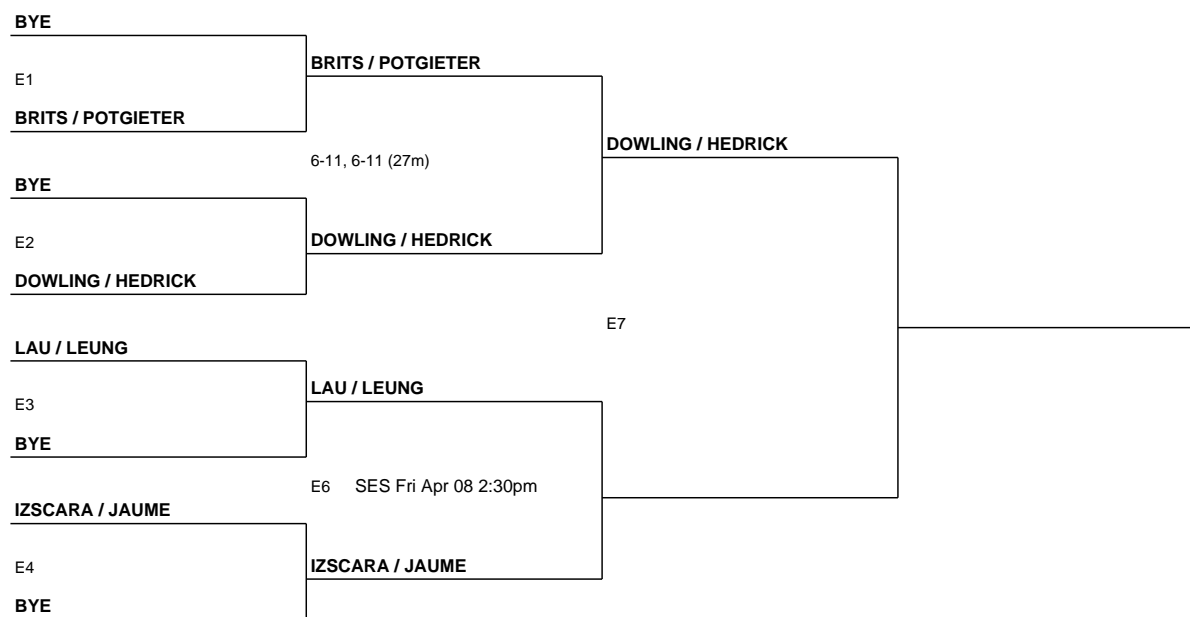 BYE
E1
BRITS / POTGIETER
BYE
E2
DOWLING / HEDRICK
LAU / LEUNG
E3
BYE
IZSCARA / JAUME
E4
BYE
BRITS / POTGIETER
6-11, 6-11 (27m)
DOWLING / HEDRICK
LAU / LEUNG
E6 SES Fri Apr 08 2:30pm
IZSCARA / JAUME
DOWLING / HEDRICK
E7